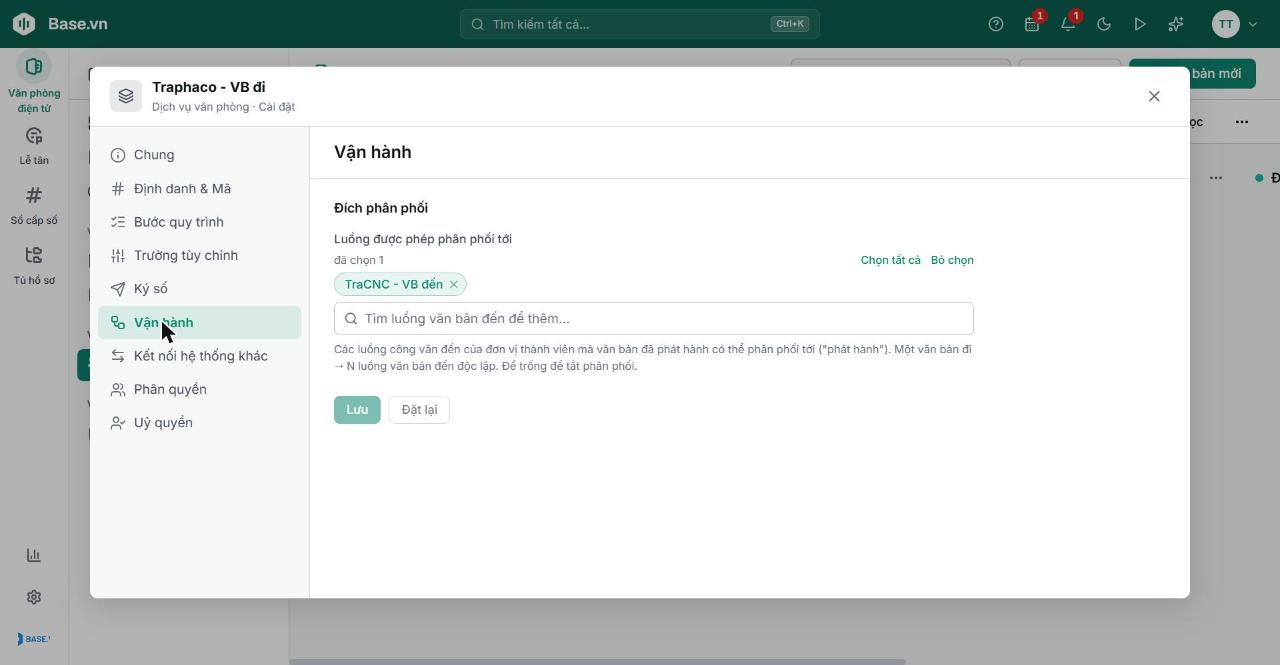 Base.vn
Tìm kiếm tất cả...
Ctrl+K
1
1
TT
Văn phòng
điện tử
Lễ tân
Sổ cấp số
Tủ hồ sơ
BASE.
bản mới
Traphaco - VB đi
Dịch vụ văn phòng · Cài đặt
Chung
Định danh & Mã
Bước quy trình
Trường tùy chỉnh
Ký số
Vận hành
Kết nối hệ thống khác
Phân quyền
Uỷ quyền
Vận hành
Đích phân phối
Luồng được phép phân phối tới
đã chọn 1
Chọn tất cả Bỏ chọn
TraCNC - VB đến
Tìm luồng văn bản đến để thêm...
Các luồng công văn đến của đơn vị thành viên mà văn bản đã phát hành có thể phân phối tới ("phát hành"). Một văn bản đi
→ N luồng văn bản đến độc lập. Để trống để tắt phân phối.
Lưu
Đặt lại